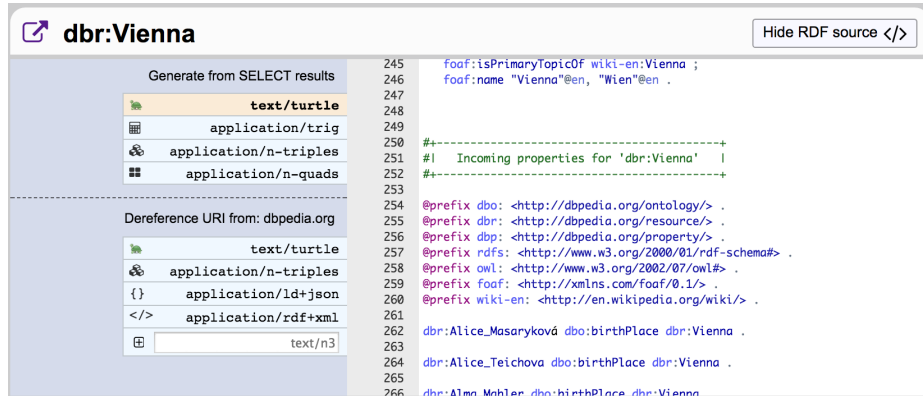 dbr:Vienna
Hide RDF source </>
Generate from SELECT results
text/turtle
application/trig
application/n-triples
application/n-quads
Dereference URI from: dbpedia.org
text/turtle
application/n-triples
{} application/ld+json
</> application/rdf+xml
text/n3
245 foaf:isPrimaryTopicOf wiki-en:Vienna ;
246 foaf:name "Vienna"@en, "Wien"@en .
247
248
249
250 #+------------------------------------------+
251 #| Incoming properties for 'dbr:Vienna' |
252 #+------------------------------------------+
253
254 @prefix dbo: <http://dbpedia.org/ontology/> .
255 @prefix dbr: <http://dbpedia.org/resource/> .
256 @prefix dbp: <http://dbpedia.org/property/> .
257 @prefix rdfs: <http://www.w3.org/2000/01/rdf-schema#> .
258 @prefix owl: <http://www.w3.org/2002/07/owl#> .
259 @prefix foaf: <http://xmlns.com/foaf/0.1/> .
260 @prefix wiki-en: <http://en.wikipedia.org/wiki/> .
261
262 dbr:Alice_Masaryková dbo:birthPlace dbr:Vienna .
263
264 dbr:Alice_Teichova dbo:birthPlace dbr:Vienna .
265
266 dbr:Alma_Mahler dbo:birthPlace dbr:Vienna